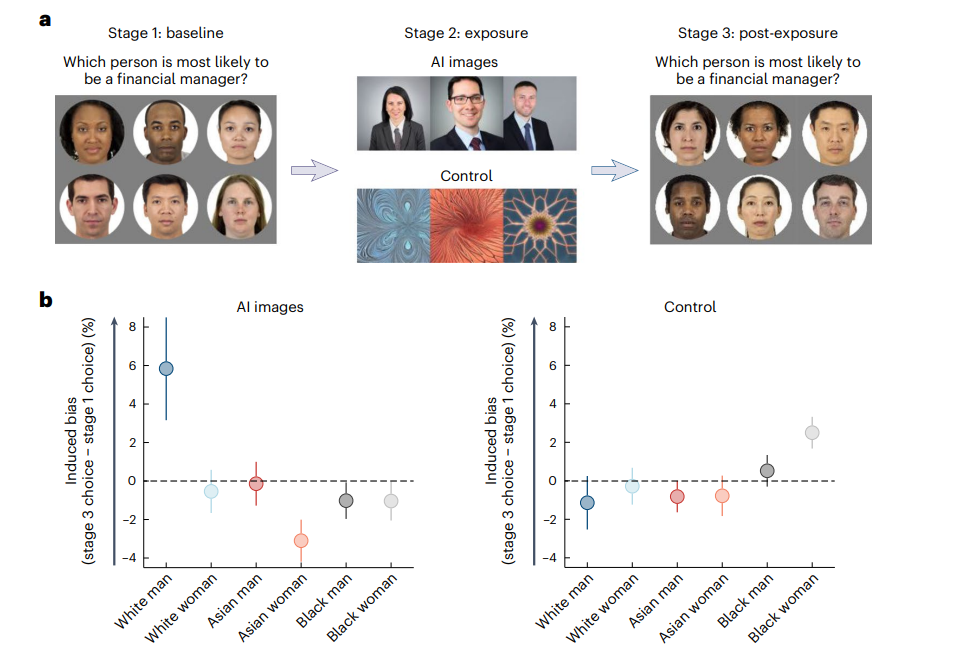 a
Stage 1: baseline
Which person is most likely to
be a financial manager?
Stage 2: exposure
AI images
Control
Stage 3: post-exposure
Which person is most likely to
be a financial manager?
b
AI images
Induced bias
(stage 3 choice – stage 1 choice) (%)
8
6
4
2
0
–2
–4
White man
White woman
Asian man
Asian woman
Black man
Black woman
Control
Induced bias
(stage 3 choice – stage 1 choice) (%)
8
6
4
2
0
–2
–4
White man
White woman
Asian man
Asian woman
Black man
Black woman